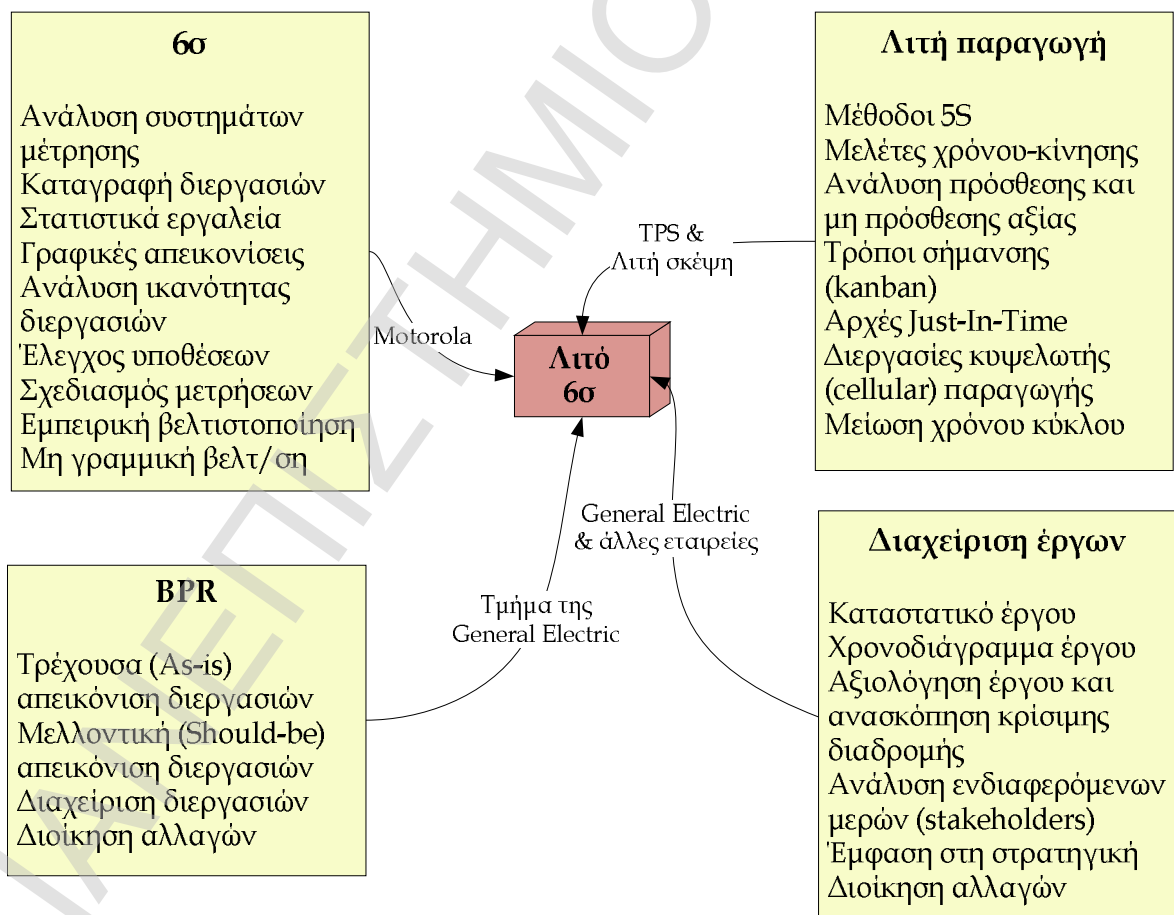 6σ
Ανάλυση συστημάτων
μέτρησης
Καταγραφή διεργασιών
Στατιστικά εργαλεία
Γραφικές απεικονίσεις
Ανάλυση ικανότητας
διεργασιών
Έλεγχος υποθέσεων
Σχεδιασμός μετρήσεων
Εμπειρική βελτιστοποίηση
Μη γραμμική βελτ/ση
Λιτή παραγωγή
Μέθοδοι 5S
Μελέτες χρόνου-κίνησης
Ανάλυση πρόσθεσης και
μη πρόσθεσης αξίας
Τρόποι σήμανσης
(kanban)
Αρχές Just-In-Time
Διεργασίες κυψελωτής
(cellular) παραγωγής
Μείωση χρόνου κύκλου
TPS &
Λιτή σκέψη
Motorola
Λιτό
6σ
General Electric
& άλλες εταιρείες
Τμήμα της
General Electric
BPR
Τρέχουσα (As-is)
απεικόνιση διεργασιών
Μελλοντική (Should-be)
απεικόνιση διεργασιών
Διαχείριση διεργασιών
Διοίκηση αλλαγών
Διαχείριση έργων
Καταστατικό έργου
Χρονοδιάγραμμα έργου
Αξιολόγηση έργου και
ανασκόπηση κρίσιμης
διαδρομής
Ανάλυση ενδιαφερόμενων
μερών (stakeholders)
Έμφαση στη στρατηγική
Διοίκηση αλλαγών